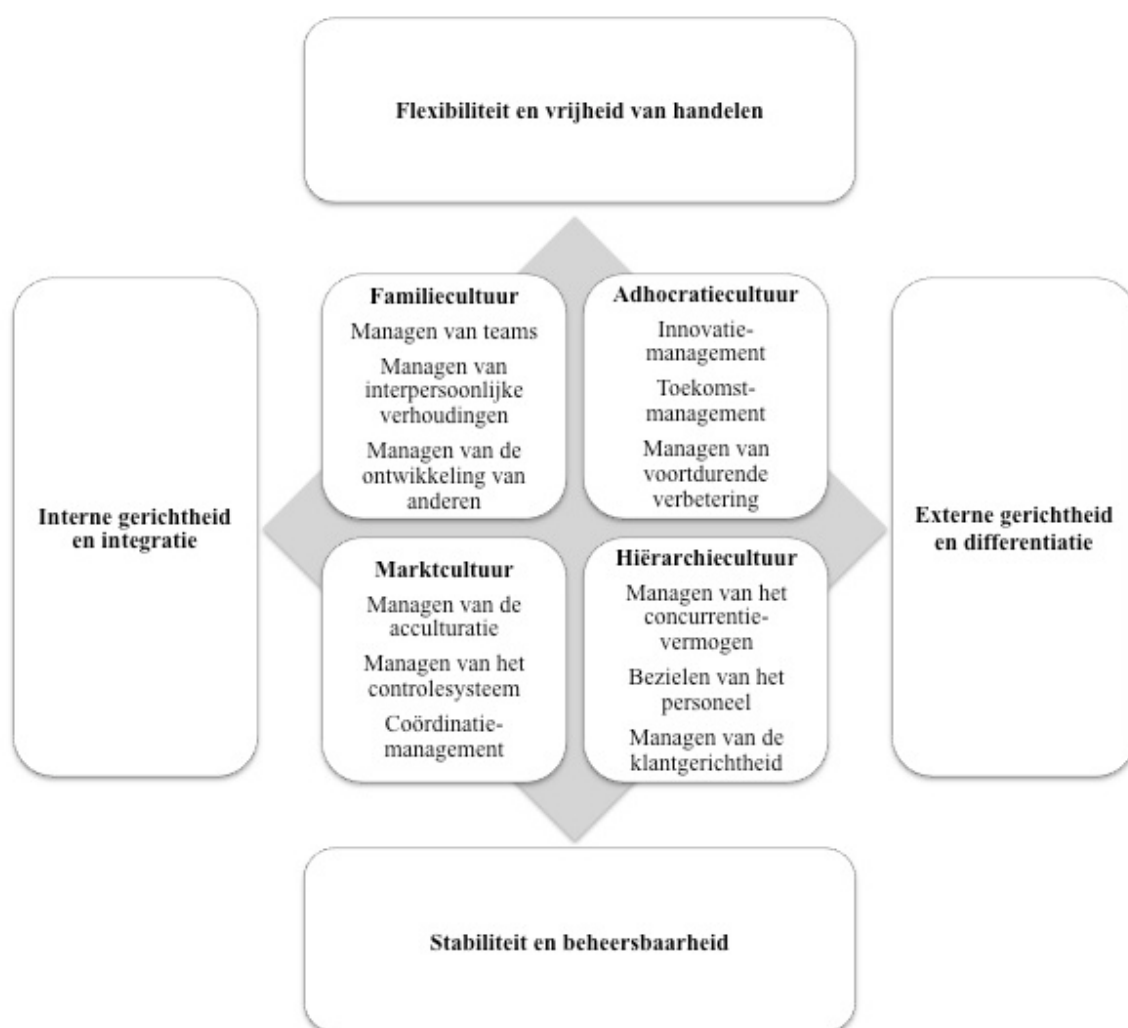 Flexibiliteit en vrijheid van handelen
Familiecultuur
Managen van teams
Managen van
interpersoonlijke
verhoudingen
Managen van de
ontwikkeling van
anderen
Adhocratiecultuur
Innovatie-
management
Toekomst-
management
Managen van
voortdurende
verbetering
Interne gerichtheid
en integratie
Externe gerichtheid
en differentiatie
Marktcultuur
Managen van de
acculturatie
Managen van het
controlesysteem
Coördinatie-
management
Hiërarchiecultuur
Managen van het
concurrentie-
vermogen
Bezielen van het
personeel
Managen van de
klantgerichtheid
Stabiliteit en beheersbaarheid